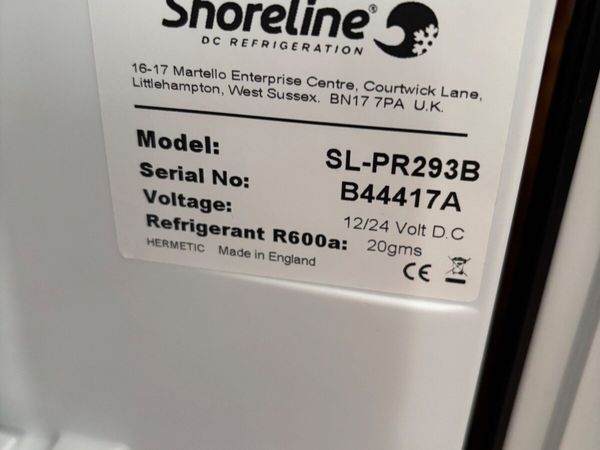 Shoreline®
DC REFRIGERATION
16-17 Martello Enterprise Centre, Courtwick Lane,
Littlehampton, West Sussex. BN17 7PA U.K.
Model: SL-PR293B
Serial No: B44417A
Voltage: 12/24 Volt D.C
Refrigerant R600a: 20gms
HERMETIC Made in England
CE